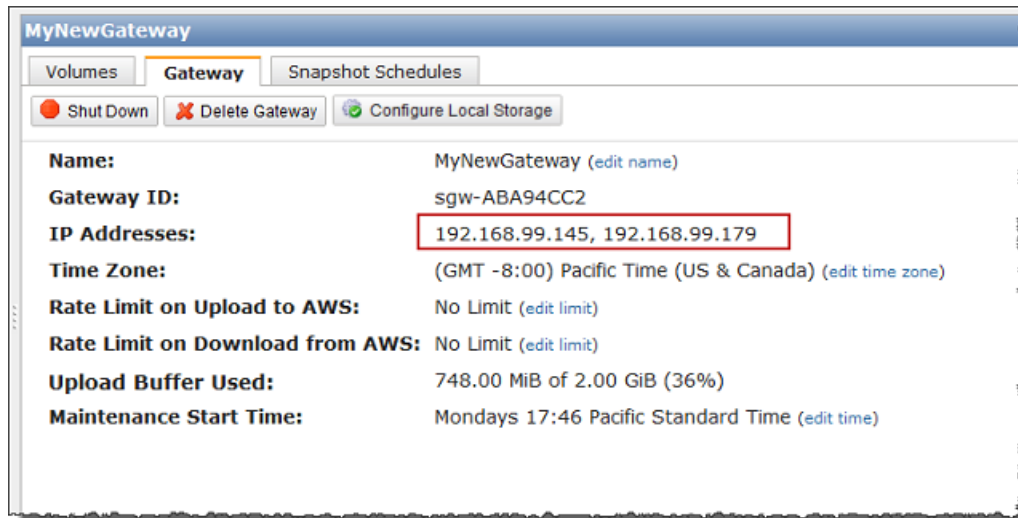 MyNewGateway
Volumes Gateway Snapshot Schedules
Shut Down Delete Gateway Configure Local Storage
Name: MyNewGateway (edit name)
Gateway ID: sgw-ABA94CC2
IP Addresses: 192.168.99.145, 192.168.99.179
Time Zone: (GMT -8:00) Pacific Time (US & Canada) (edit time zone)
Rate Limit on Upload to AWS: No Limit (edit limit)
Rate Limit on Download from AWS: No Limit (edit limit)
Upload Buffer Used: 748.00 MiB of 2.00 GiB (36%)
Maintenance Start Time: Mondays 17:46 Pacific Standard Time (edit time)